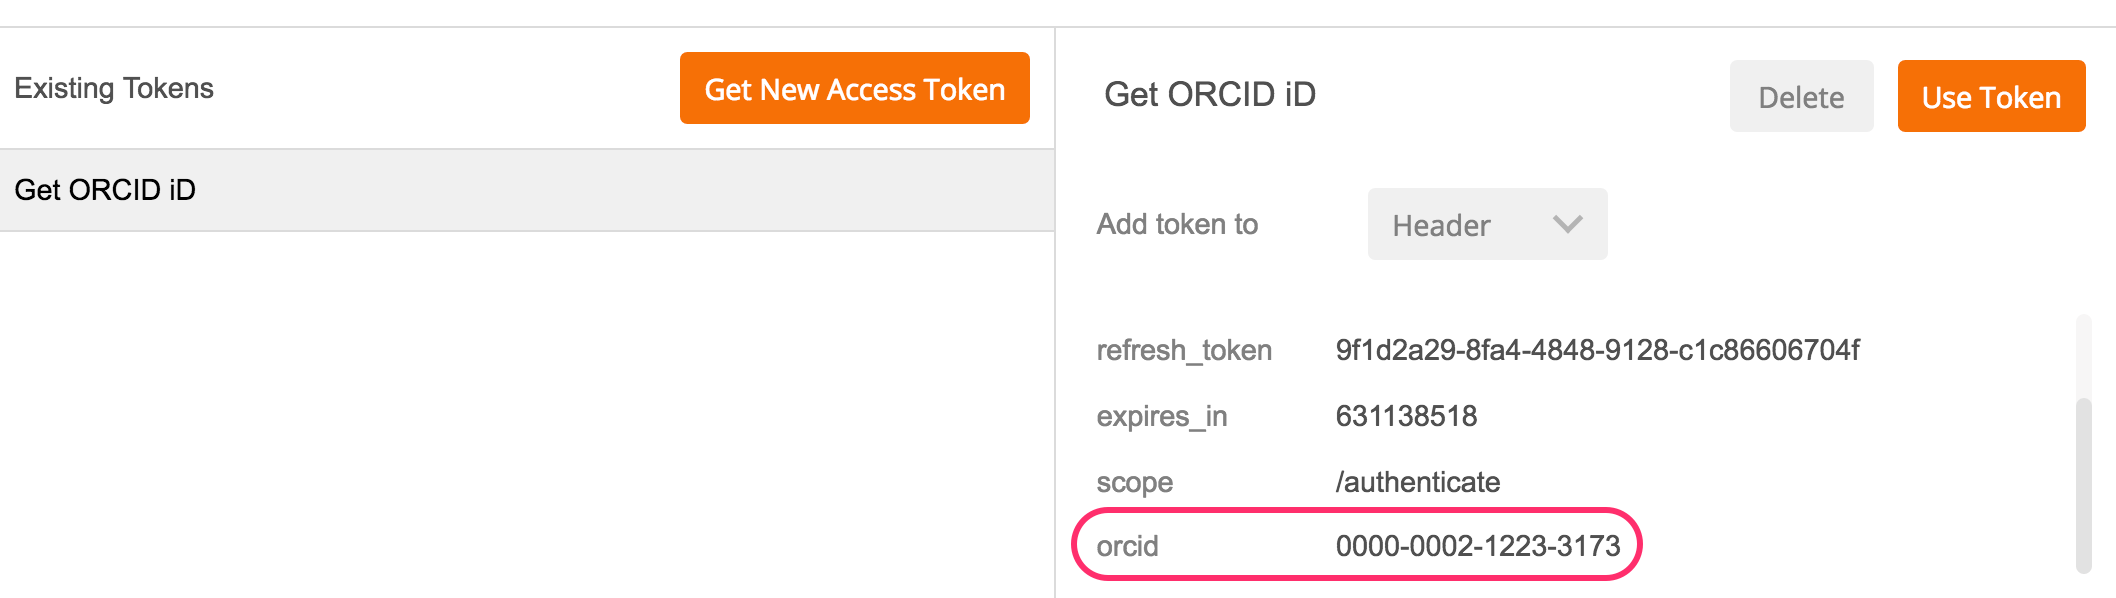 Existing Tokens
Get New Access Token
Get ORCID iD
Get ORCID iD
Delete
Use Token
Add token to
Header
refresh_token 9f1d2a29-8fa4-4848-9128-c1c86606704f
expires_in 631138518
scope /authenticate
orcid 0000-0002-1223-3173